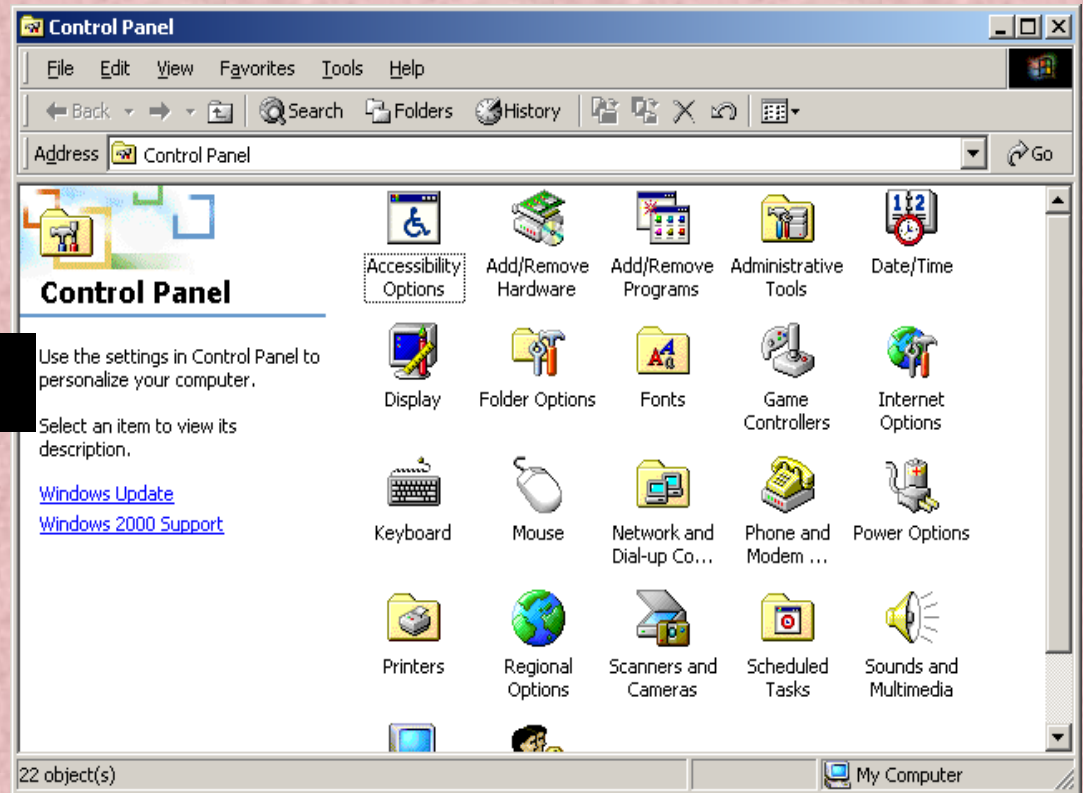 Control Panel
File Edit View Favorites Tools Help
Back Search Folders History
Address Control Panel Go
Control Panel
Use the settings in Control Panel to
personalize your computer.
Select an item to view its
description.
Windows Update
Windows 2000 Support
Accessibility
Options
Add/Remove
Hardware
Add/Remove
Programs
Administrative
Tools
Date/Time
Display
Folder Options
Fonts
Game
Controllers
Internet
Options
Keyboard
Mouse
Network and
Dial-up Co...
Phone and
Modem ...
Power Options
Printers
Regional
Options
Scanners and
Cameras
Scheduled
Tasks
Sounds and
Multimedia
22 object(s) My Computer